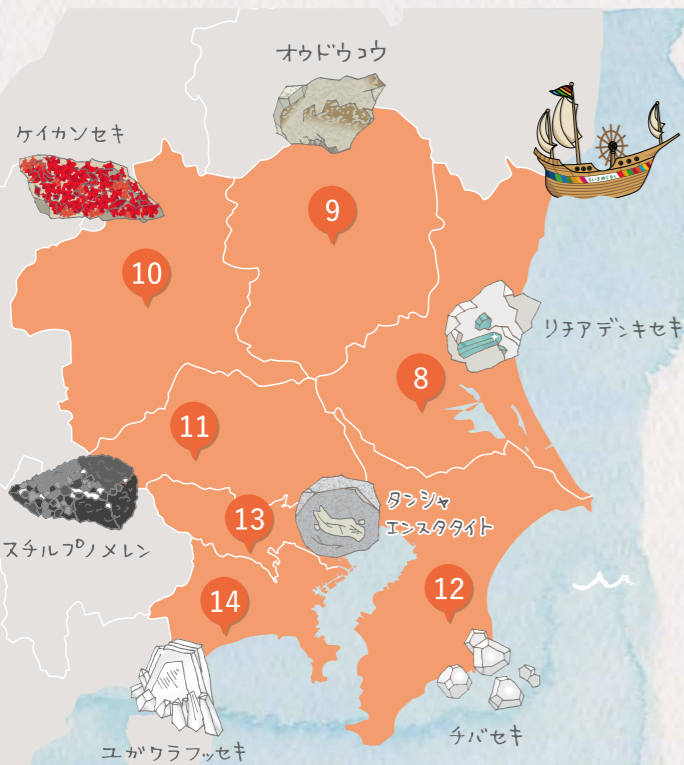 オウドウコウ
ケイカンセキ
9
10
リチアデンキセキ
8
11
スチルプノメレン
タンシャ
エンスタタイト
13
12
14
チバセキ
ユガワラフッセキ